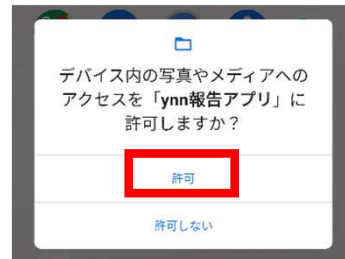 デバイス内の写真やメディアへの
アクセスを「ynn報告アプリ」に
許可しますか？
許可
許可しない